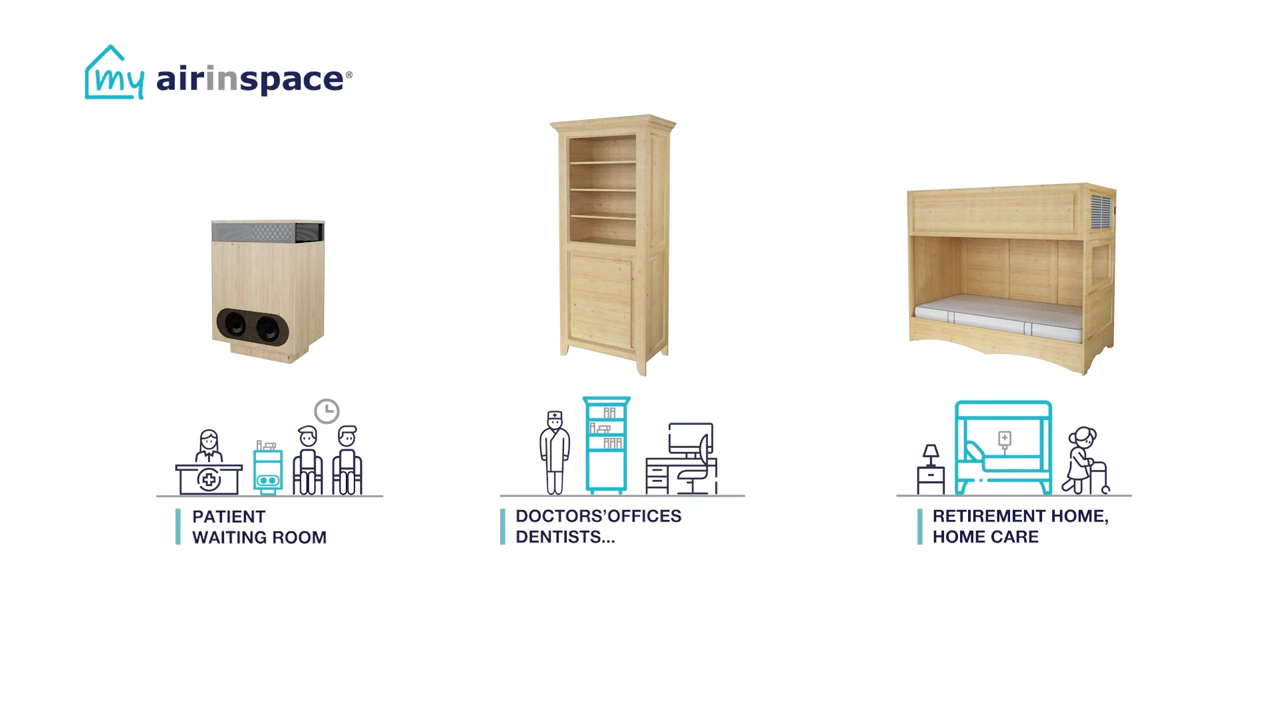 my airinspace®
PATIENT
WAITING ROOM
DOCTORS’OFFICES
DENTISTS...
RETIREMENT HOME,
HOME CARE